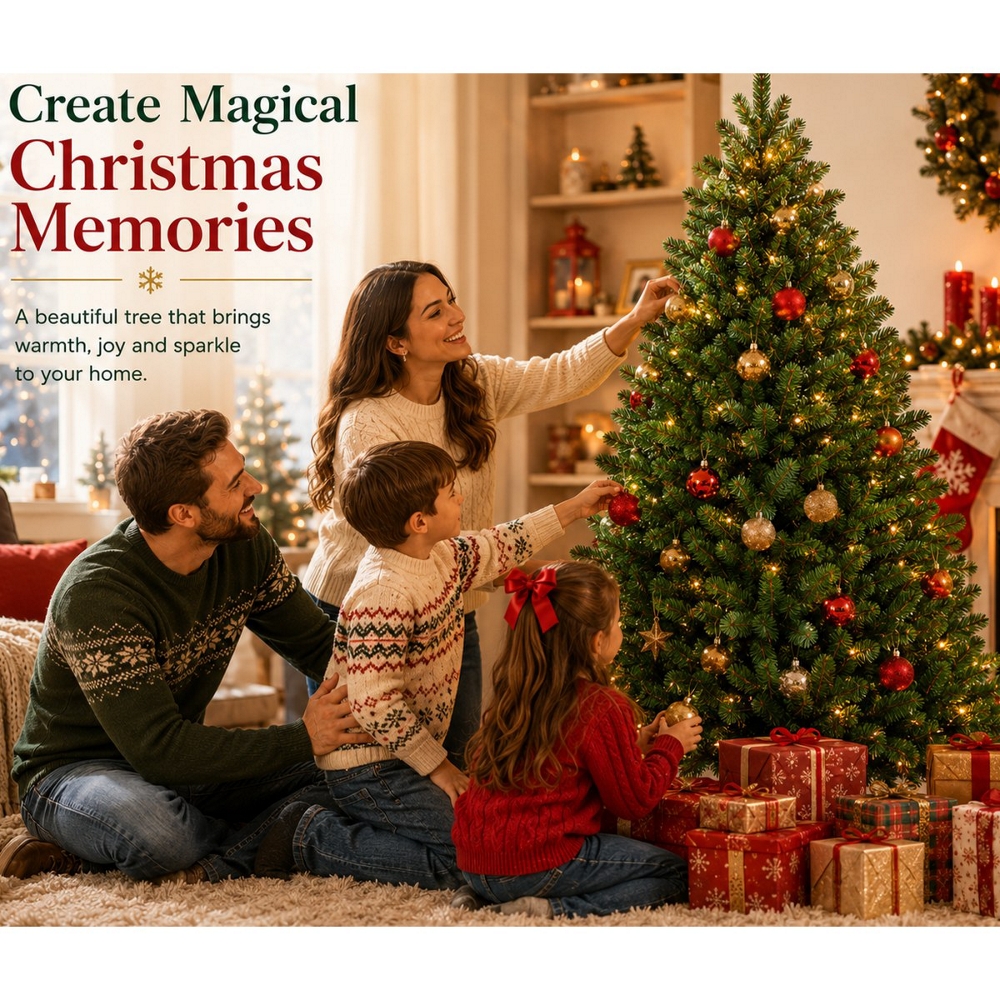 Create Magical
Christmas
Memories
A beautiful tree that brings
warmth, joy and sparkle
to your home.